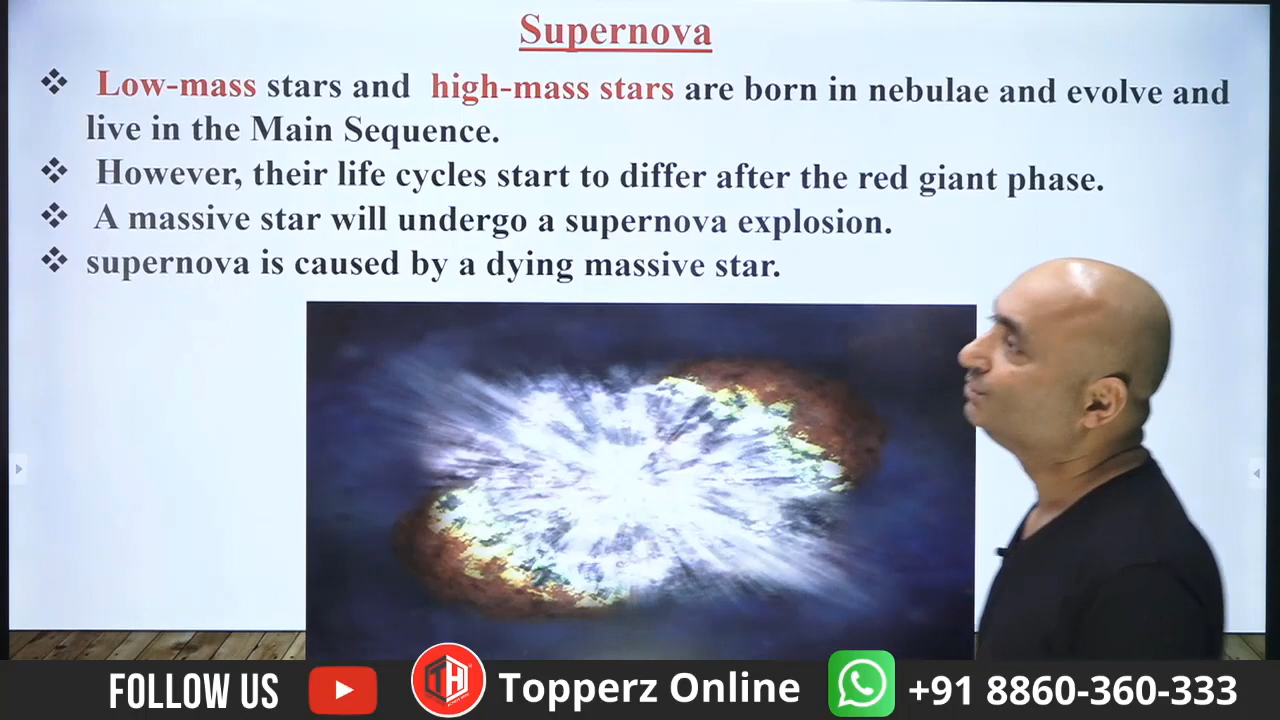 Supernova
❖ Low-mass stars and high-mass stars are born in nebulae and evolve and
live in the Main Sequence.
❖ However, their life cycles start to differ after the red giant phase.
❖ A massive star will undergo a supernova explosion.
❖ supernova is caused by a dying massive star.
FOLLOW US
TH
Topperz Online
+91 8860-360-333